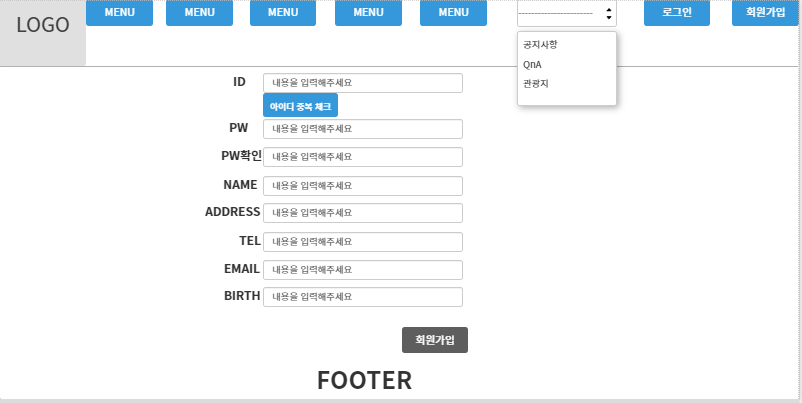 LOGO
MENU MENU MENU MENU MENU ------------------------ 로그인 회원가입
공지사항
QnA
관광지
ID 내용을 입력해주세요
아이디 중복 체크
PW 내용을 입력해주세요
PW확인 내용을 입력해주세요
NAME 내용을 입력해주세요
ADDRESS 내용을 입력해주세요
TEL 내용을 입력해주세요
EMAIL 내용을 입력해주세요
BIRTH 내용을 입력해주세요
회원가입
FOOTER